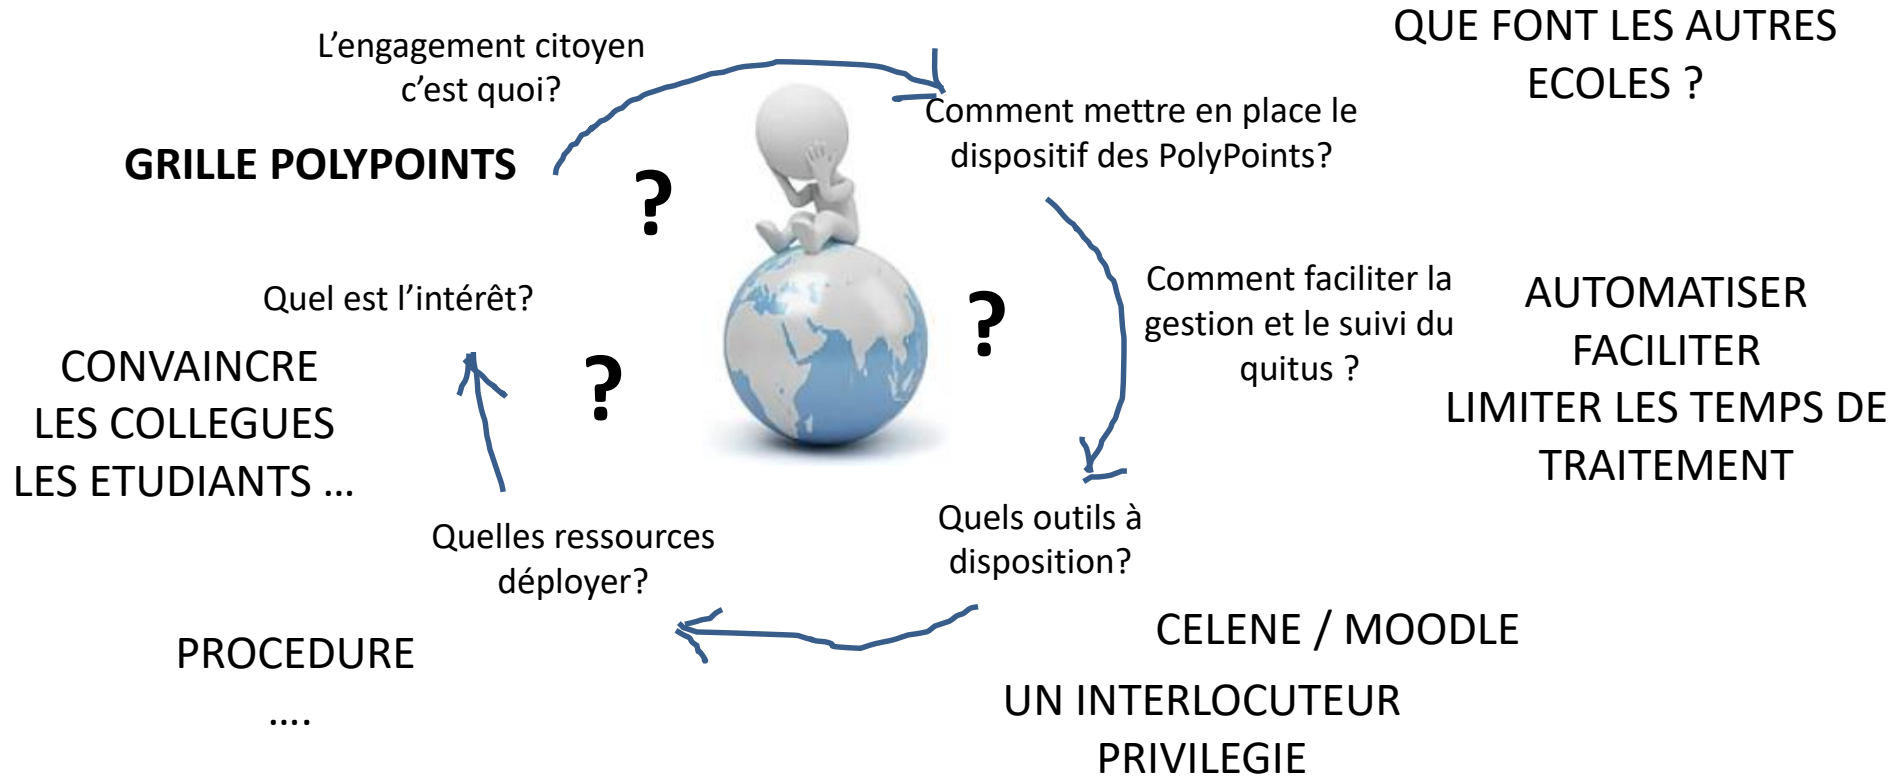 L’engagement citoyen
c’est quoi?
GRILLE POLYPOINTS
QUE FONT LES AUTRES
ECOLES ?
Comment mettre en place le
dispositif des PolyPoints?
?
Comment faciliter la
gestion et le suivi du
quitus ?
AUTOMATISER
FACILITER
LIMITER LES TEMPS DE
TRAITEMENT
?
Quel est l’intérêt?
CONVAINCRE
LES COLLEGUES
LES ETUDIANTS ...
?
Quels outils à
disposition?
CELENE / MOODLE
UN INTERLOCUTEUR
PRIVILEGIE
Quelles ressources
déployer?
PROCEDURE
....